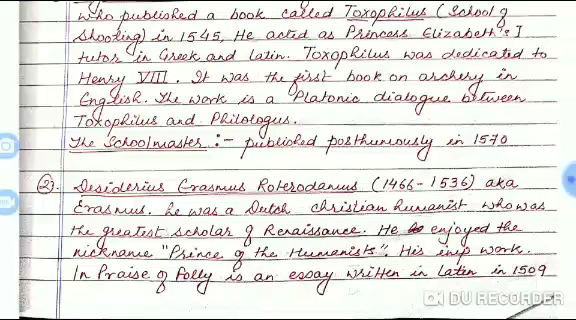 who published a book called Toxophilus (School of
Shooting) in 1545, He acted as Princess Elizabeth's I
tutor in Greek and Latin. Toxophilus was dedicated to
Henry VIII. It was the first book on archery in
English. The work is a Platonic dialogue between
Toxophilus and Philologus.
The Schoolmaster :- published posthumously in 1570
2). Desiderius Erasmus Roterodamus (1466-1536) aka
Erasmus. he was a Dutch christian humanist who was
the greatest scholar of Renaissance. He enjoyed the
nickname "Prince of the Humanists". His imp work.
In Praise of Folly is an essay written in Latin in 1509
DU RECORDER